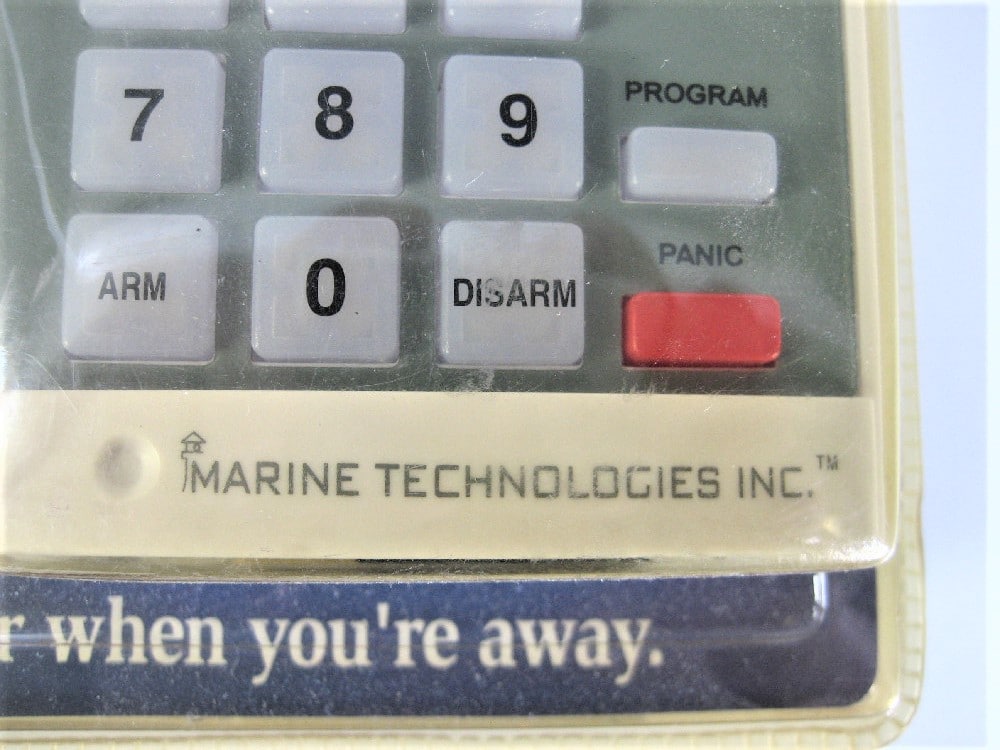 7 8 9 PROGRAM
ARM 0 DISARM PANIC
MARINE TECHNOLOGIES INC.™
r when you're away.